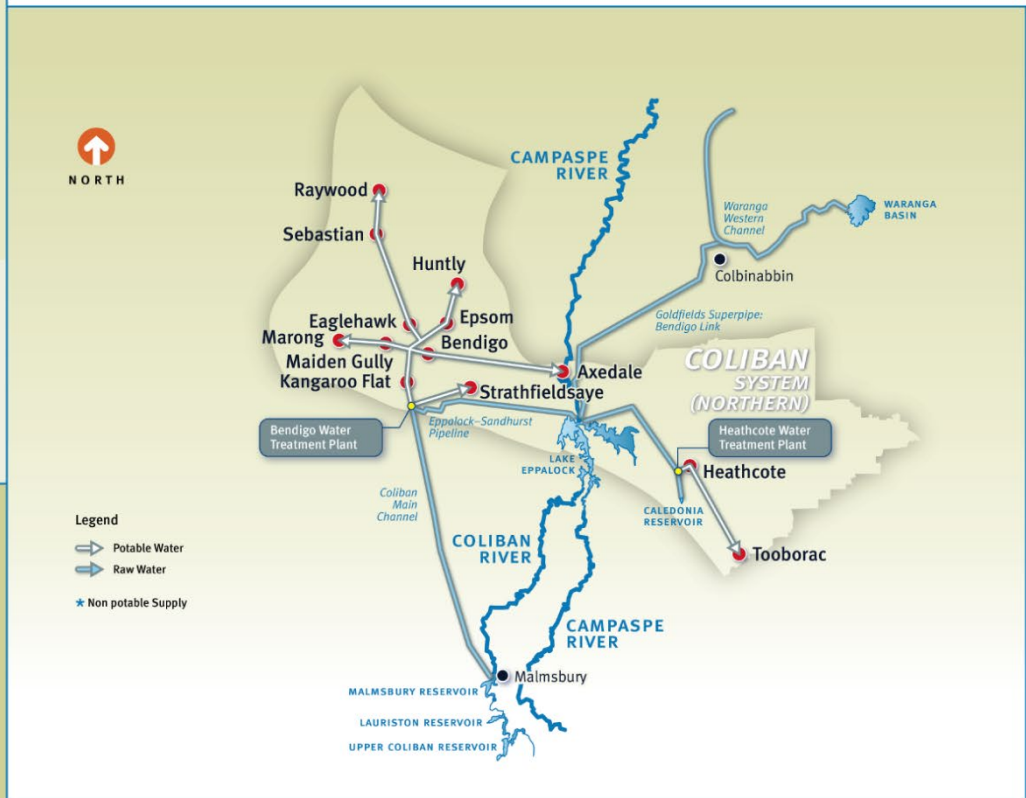 NORTH
CAMPASPE
RIVER
Raywood
Sebastian
Huntly
Waranga
Western
Channel
WARANGA
BASIN
Colbinabbin
Eaglehawk
Epsom
Goldfields Superpipe:
Bendigo Link
Marong
Bendigo
Maiden Gully
Kangaroo Flat
Axedale
Strathfieldsaye
COLIBAN
SYSTEM
(NORTHERN)
Bendigo Water
Treatment Plant
Eppalock–Sandhurst
Pipeline
Heathcote Water
Treatment Plant
LAKE
EPPALOCK
Heathcote
Coliban
Main
Channel
CALEDONIA
RESERVOIR
COLIBAN
RIVER
Tooborac
Legend
Potable Water
Raw Water
* Non potable Supply
CAMPASPE
RIVER
Malmsbury
MALMSBURY RESERVOIR
LAURISTON RESERVOIR
UPPER COLIBAN RESERVOIR